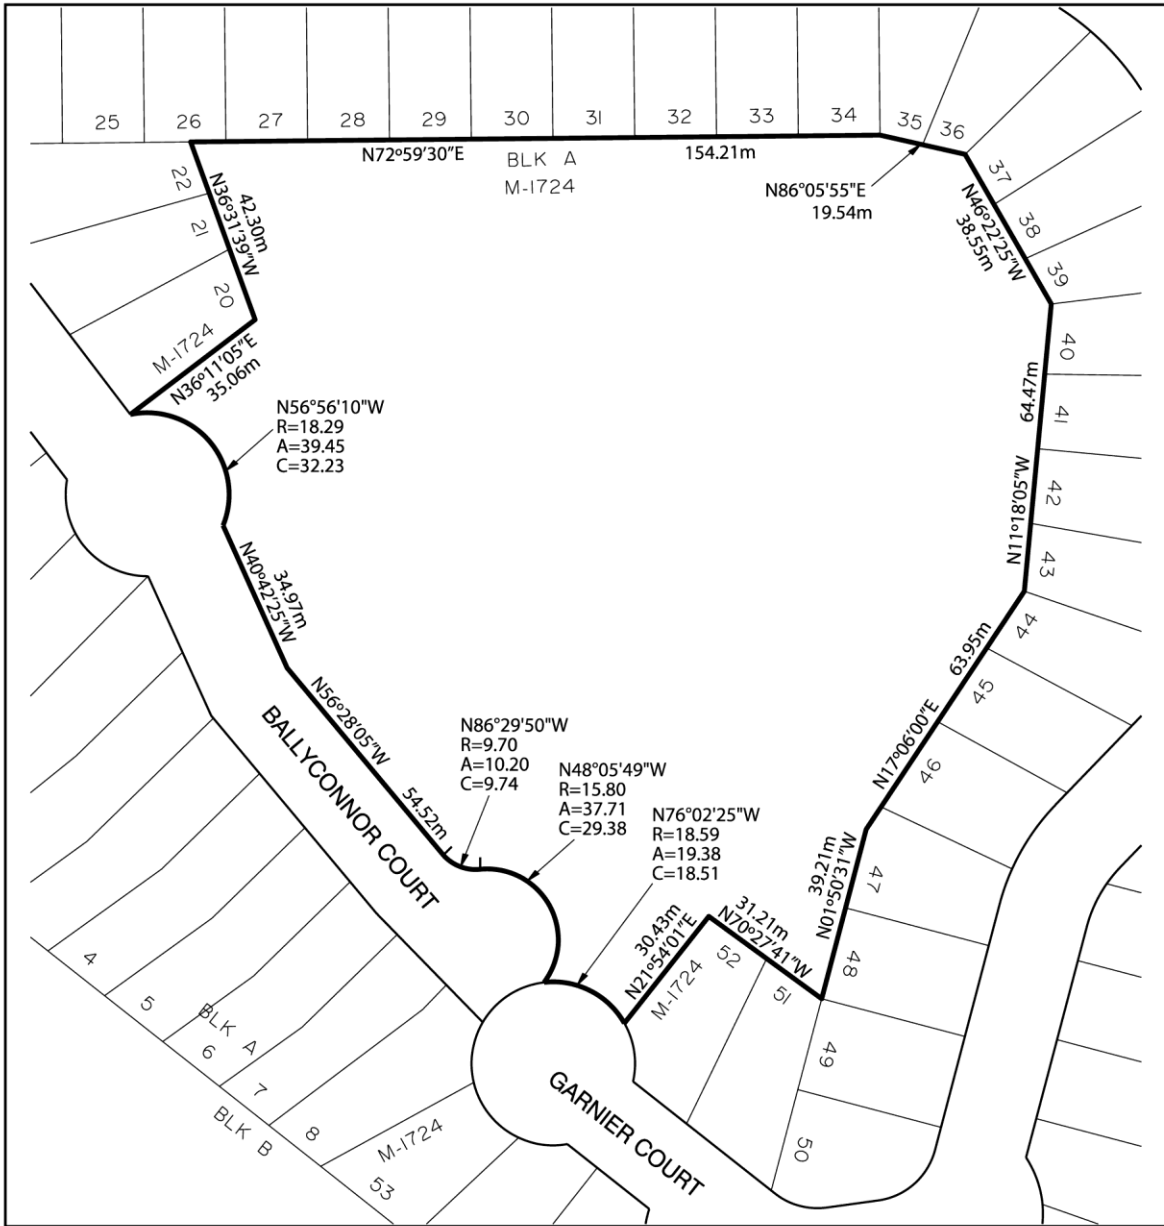 25
26
27
28
29
30
31
32
33
34
35
36
N72°59'30"E
154.21m
BLK A
M-1724
N86°05'55"E
19.54m
37
38
39
N46°22'25"W
38.55m
22
21
20
42.30m
N36°31'39"W
M-1724
N36°11'05"E
35.06m
40
41
42
43
64.47m
N11°18'05"W
N56°56'10"W
R=18.29
A=39.45
C=32.23
34.97m
N40°42'25"W
44
45
46
63.95m
N17°06'00"E
N56°28'05"W
54.52m
BALLYCONNOR COURT
N86°29'50"W
R=9.70
A=10.20
C=9.74
N48°05'49"W
R=15.80
A=37.71
C=29.38
N76°02'25"W
R=18.59
A=19.38
C=18.51
39.21m
N01°50'31"W
47
48
31.21m
N70°27'41"W
30.43m
N21°54'01"E
M-1724
52
51
49
50
GARNIER COURT
4
5
6
7
8
53
BLK A
BLK B
M-1724